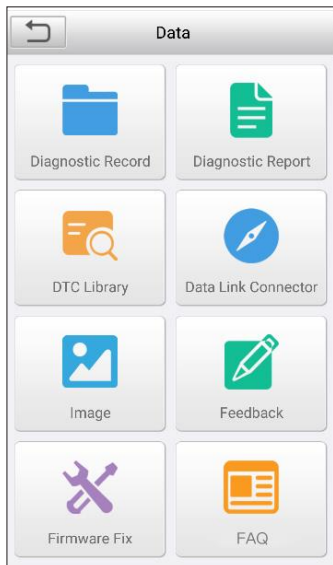 Data
Diagnostic Record
Diagnostic Report
DTC Library
Data Link Connector
Image
Feedback
Firmware Fix
FAQ